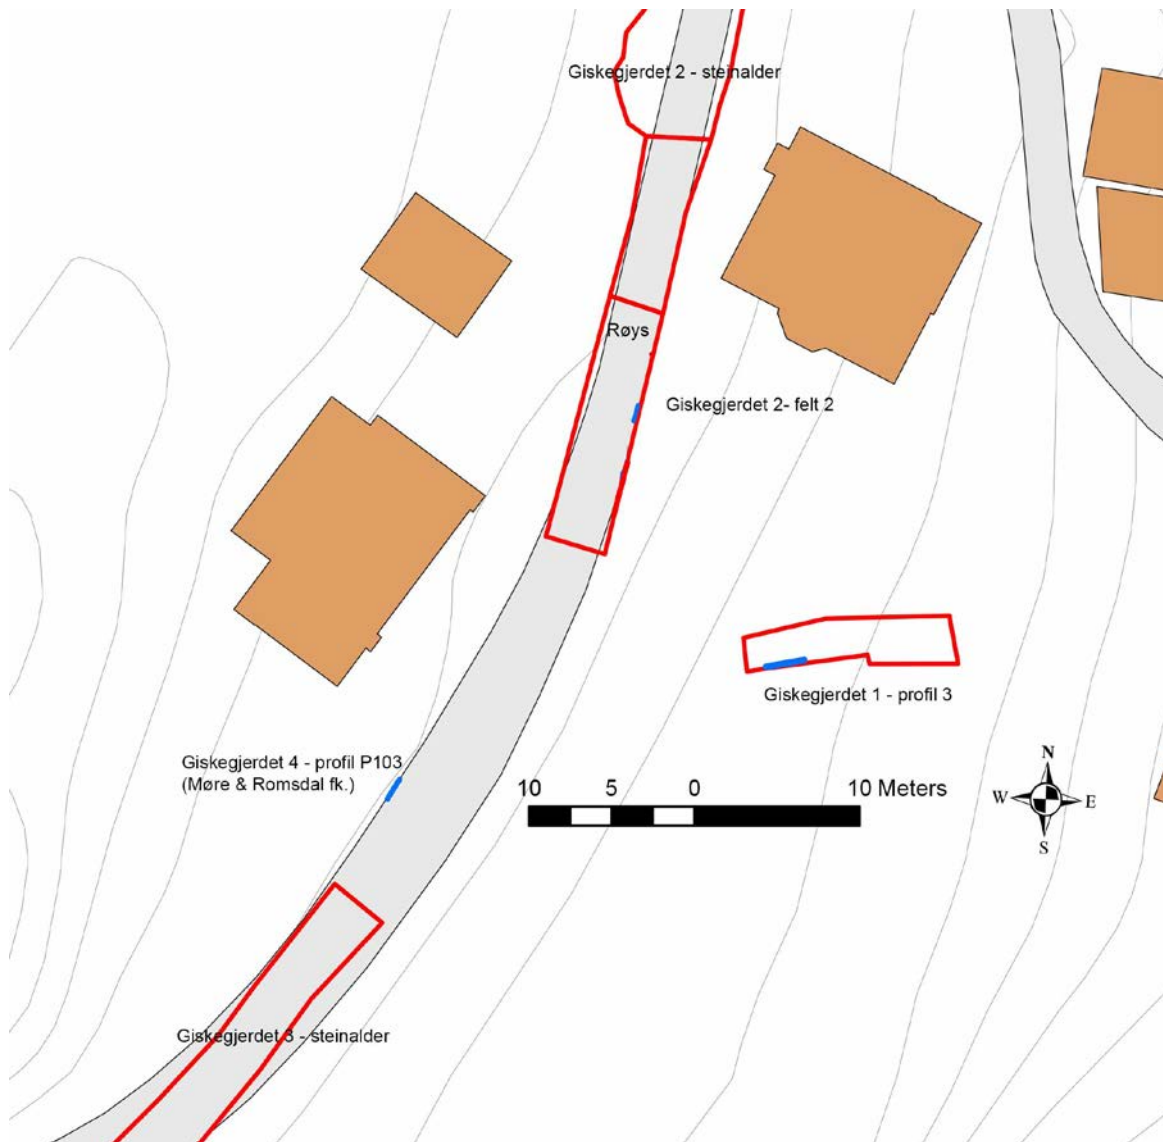 Giskegjerdet 2 - steinalder
Røys
Giskegjerdet 2- felt 2
Giskegjerdet 1 - profil 3
Giskegjerdet 4 - profil P103
(Møre & Romsdal fk.)
10 5 0 10 Meters
N
W E
S
Giskegjerdet 3 - steinalder